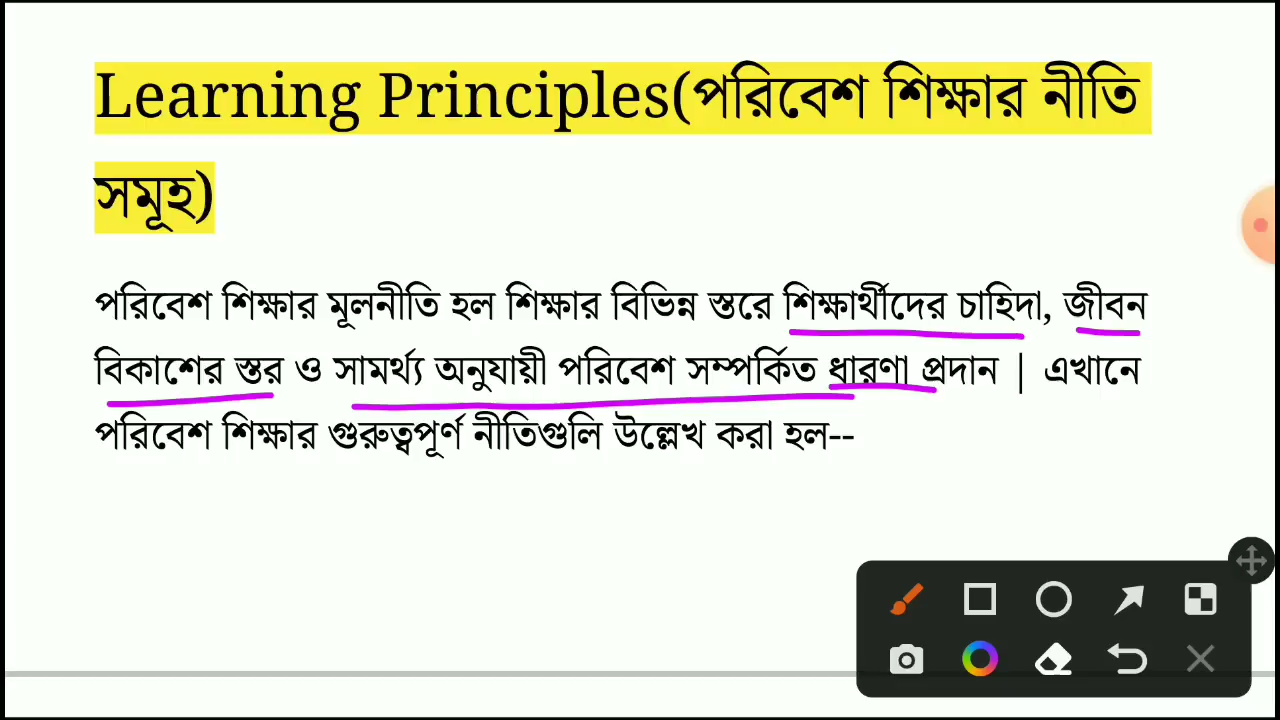 Learning Principles(পরিবেশ শিক্ষার নীতি
সমূহ)
পরিবেশ শিক্ষার মূলনীতি হল শিক্ষার বিভিন্ন স্তরে শিক্ষার্থীদের চাহিদা, জীবন
বিকাশের স্তর ও সামর্থ্য অনুযায়ী পরিবেশ সম্পর্কিত ধারণা প্রদান | এখানে
পরিবেশ শিক্ষার গুরুত্বপূর্ণ নীতিগুলি উল্লেখ করা হল--